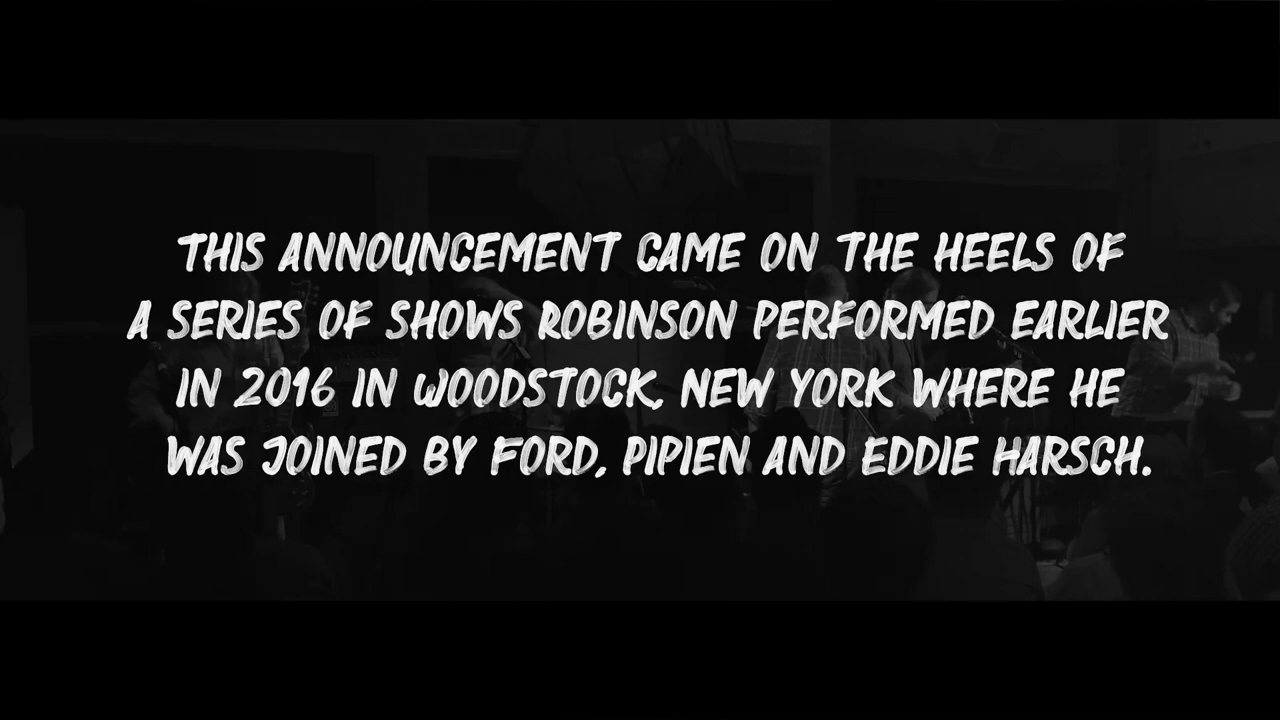 THIS ANNOUNCEMENT CAME ON THE HEELS OF
A SERIES OF SHOWS ROBINSON PERFORMED EARLIER
IN 2016 IN WOODSTOCK, NEW YORK WHERE HE
WAS JOINED BY FORD, PIPIEN AND EDDIE HARSCH.